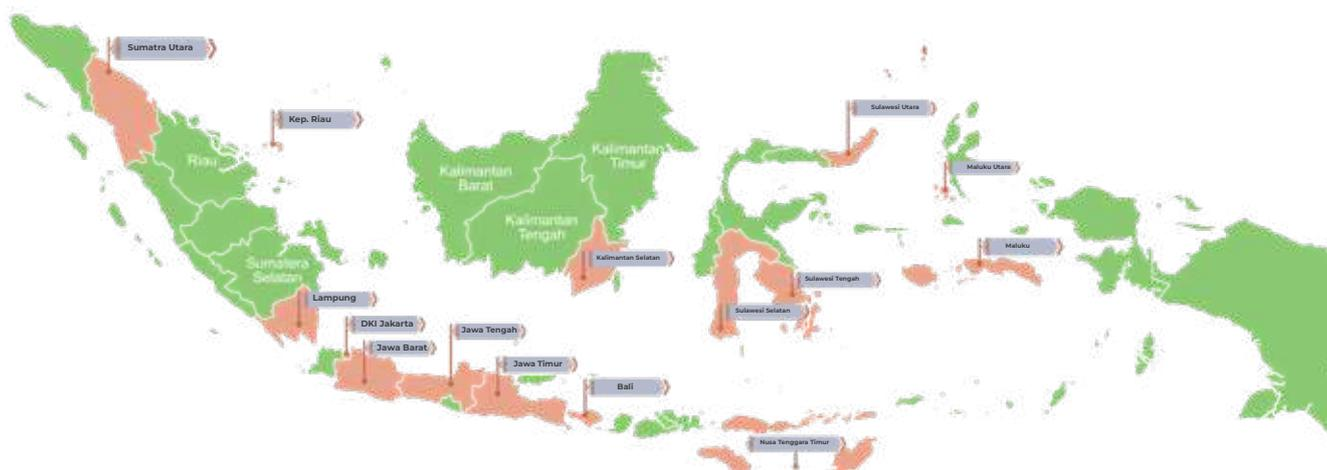 Sumatra Utara
Kep. Riau
Sulawesi Utara
Riau
Kalimantan
Timur
Kalimantan
Barat
Maluku Utara
Kalimantan
Tengah
Kalimantan Selatan
Maluku
Sumatera
Selatan
Sulawesi Tengah
Lampung
Sulawesi Selatan
DKI Jakarta
Jawa Tengah
Jawa Barat
Jawa Timur
Bali
Nusa Tenggara Timur